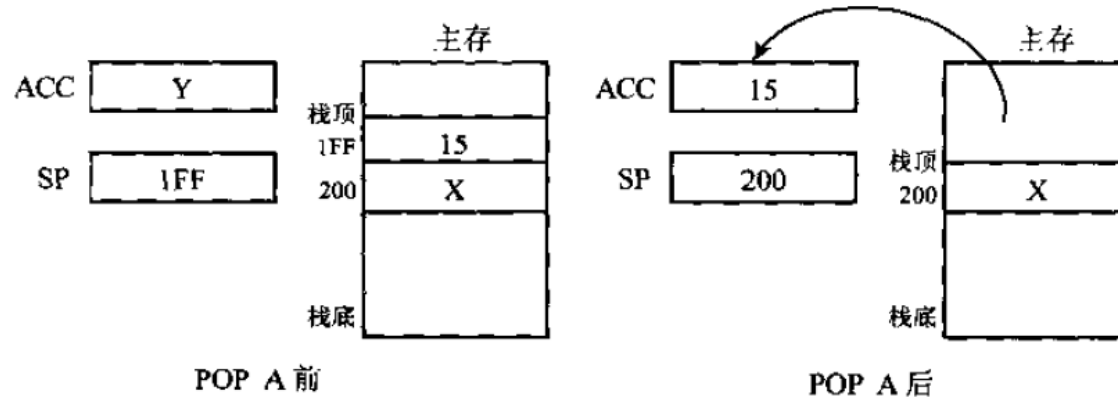 主存
ACC Y
栈顶
1FF 15
SP 1FF
200 X
栈底
POP A 前
主存
ACC 15
SP 200
栈顶
200 X
栈底
POP A 后